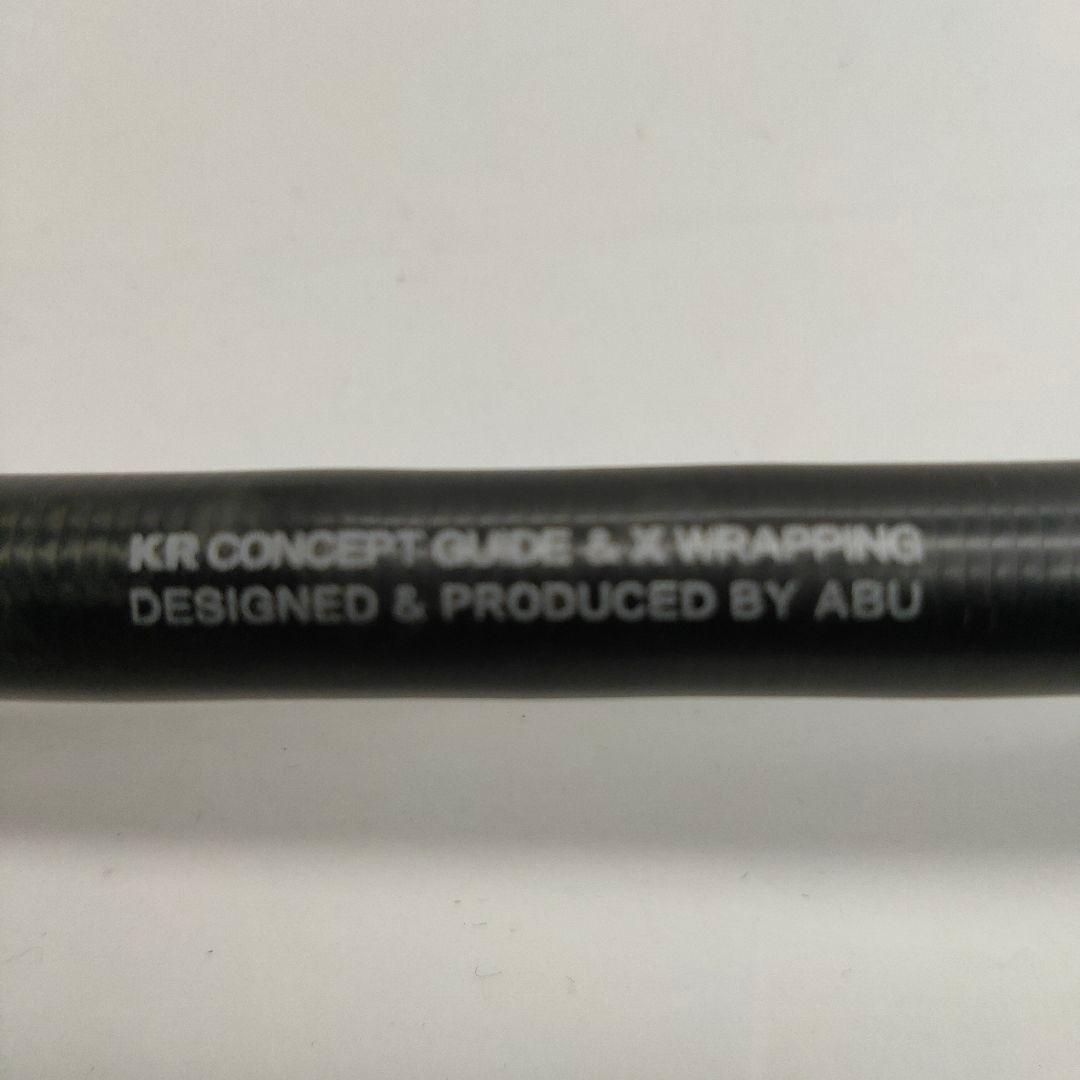 KR CONCEPT GUIDE & X WRAPPING
DESIGNED & PRODUCED BY ABU